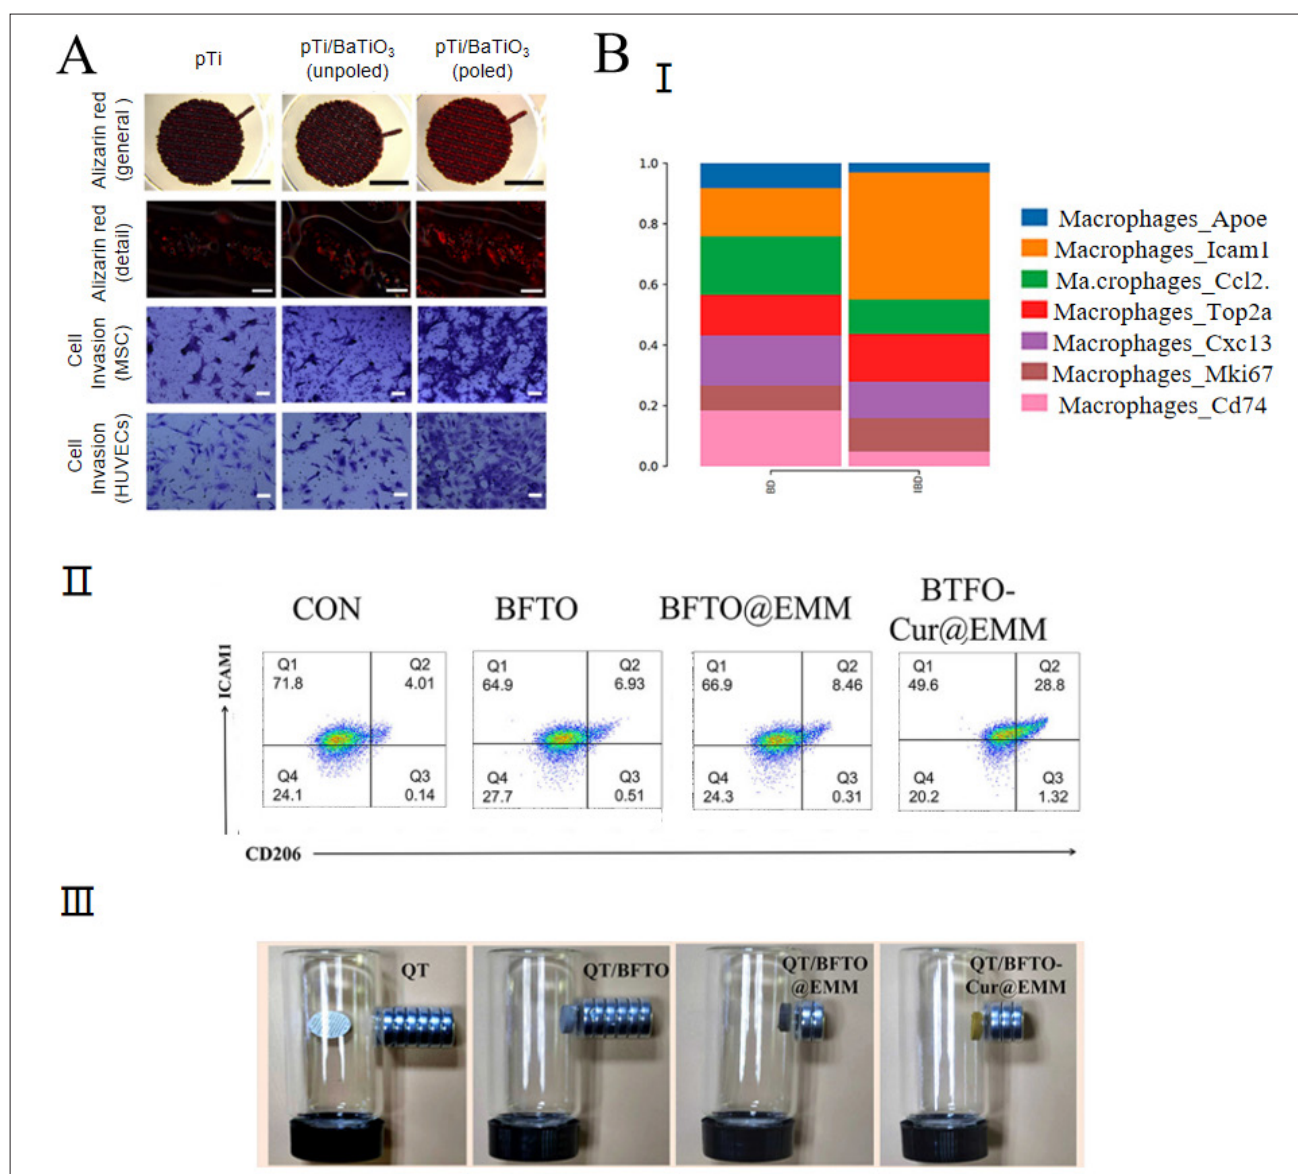 A
pTi
pTi/BaTiO₃
(unpoled)
pTi/BaTiO₃
(poled)
Alizarin red
(general )
Alizarin red
(detail)
Cell
Invasion
(MSC)
Cell
Invasion
(HUVECs)
B
I
1.0
0.8
0.6
0.4
0.2
0.0
BD
IBD
Macrophages_Apoe
Macrophages_Icam1
Ma.crophages_Ccl2.
Macrophages_Top2a
Macrophages_Cxc13
Macrophages_Mki67
Macrophages_Cd74
II
CON
BFTO
BFTO@EMM
BTFO-
Cur@EMM
ICAM1
Q1
71.8
Q2
4.01
Q4
24.1
Q3
0.14
Q1
64.9
Q2
6.93
Q4
27.7
Q3
0.51
Q1
66.9
Q2
8.46
Q4
24.3
Q3
0.31
Q1
49.6
Q2
28.8
Q4
20.2
Q3
1.32
CD206
III
QT
QT/BFTO
QT/BFTO
@EMM
QT/BFTO-
Cur@EMM